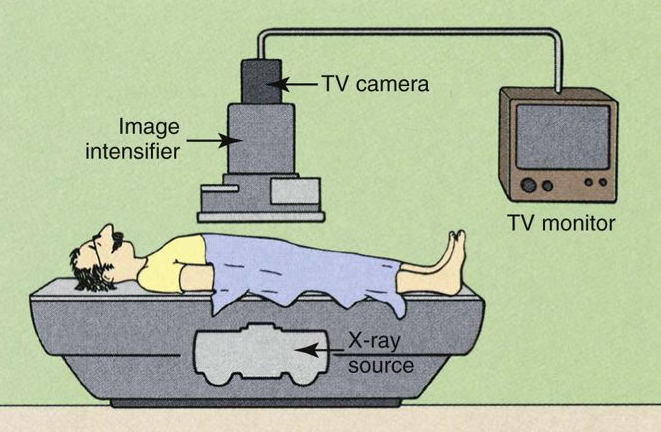 TV camera
Image
intensifier
TV monitor
X-ray
source